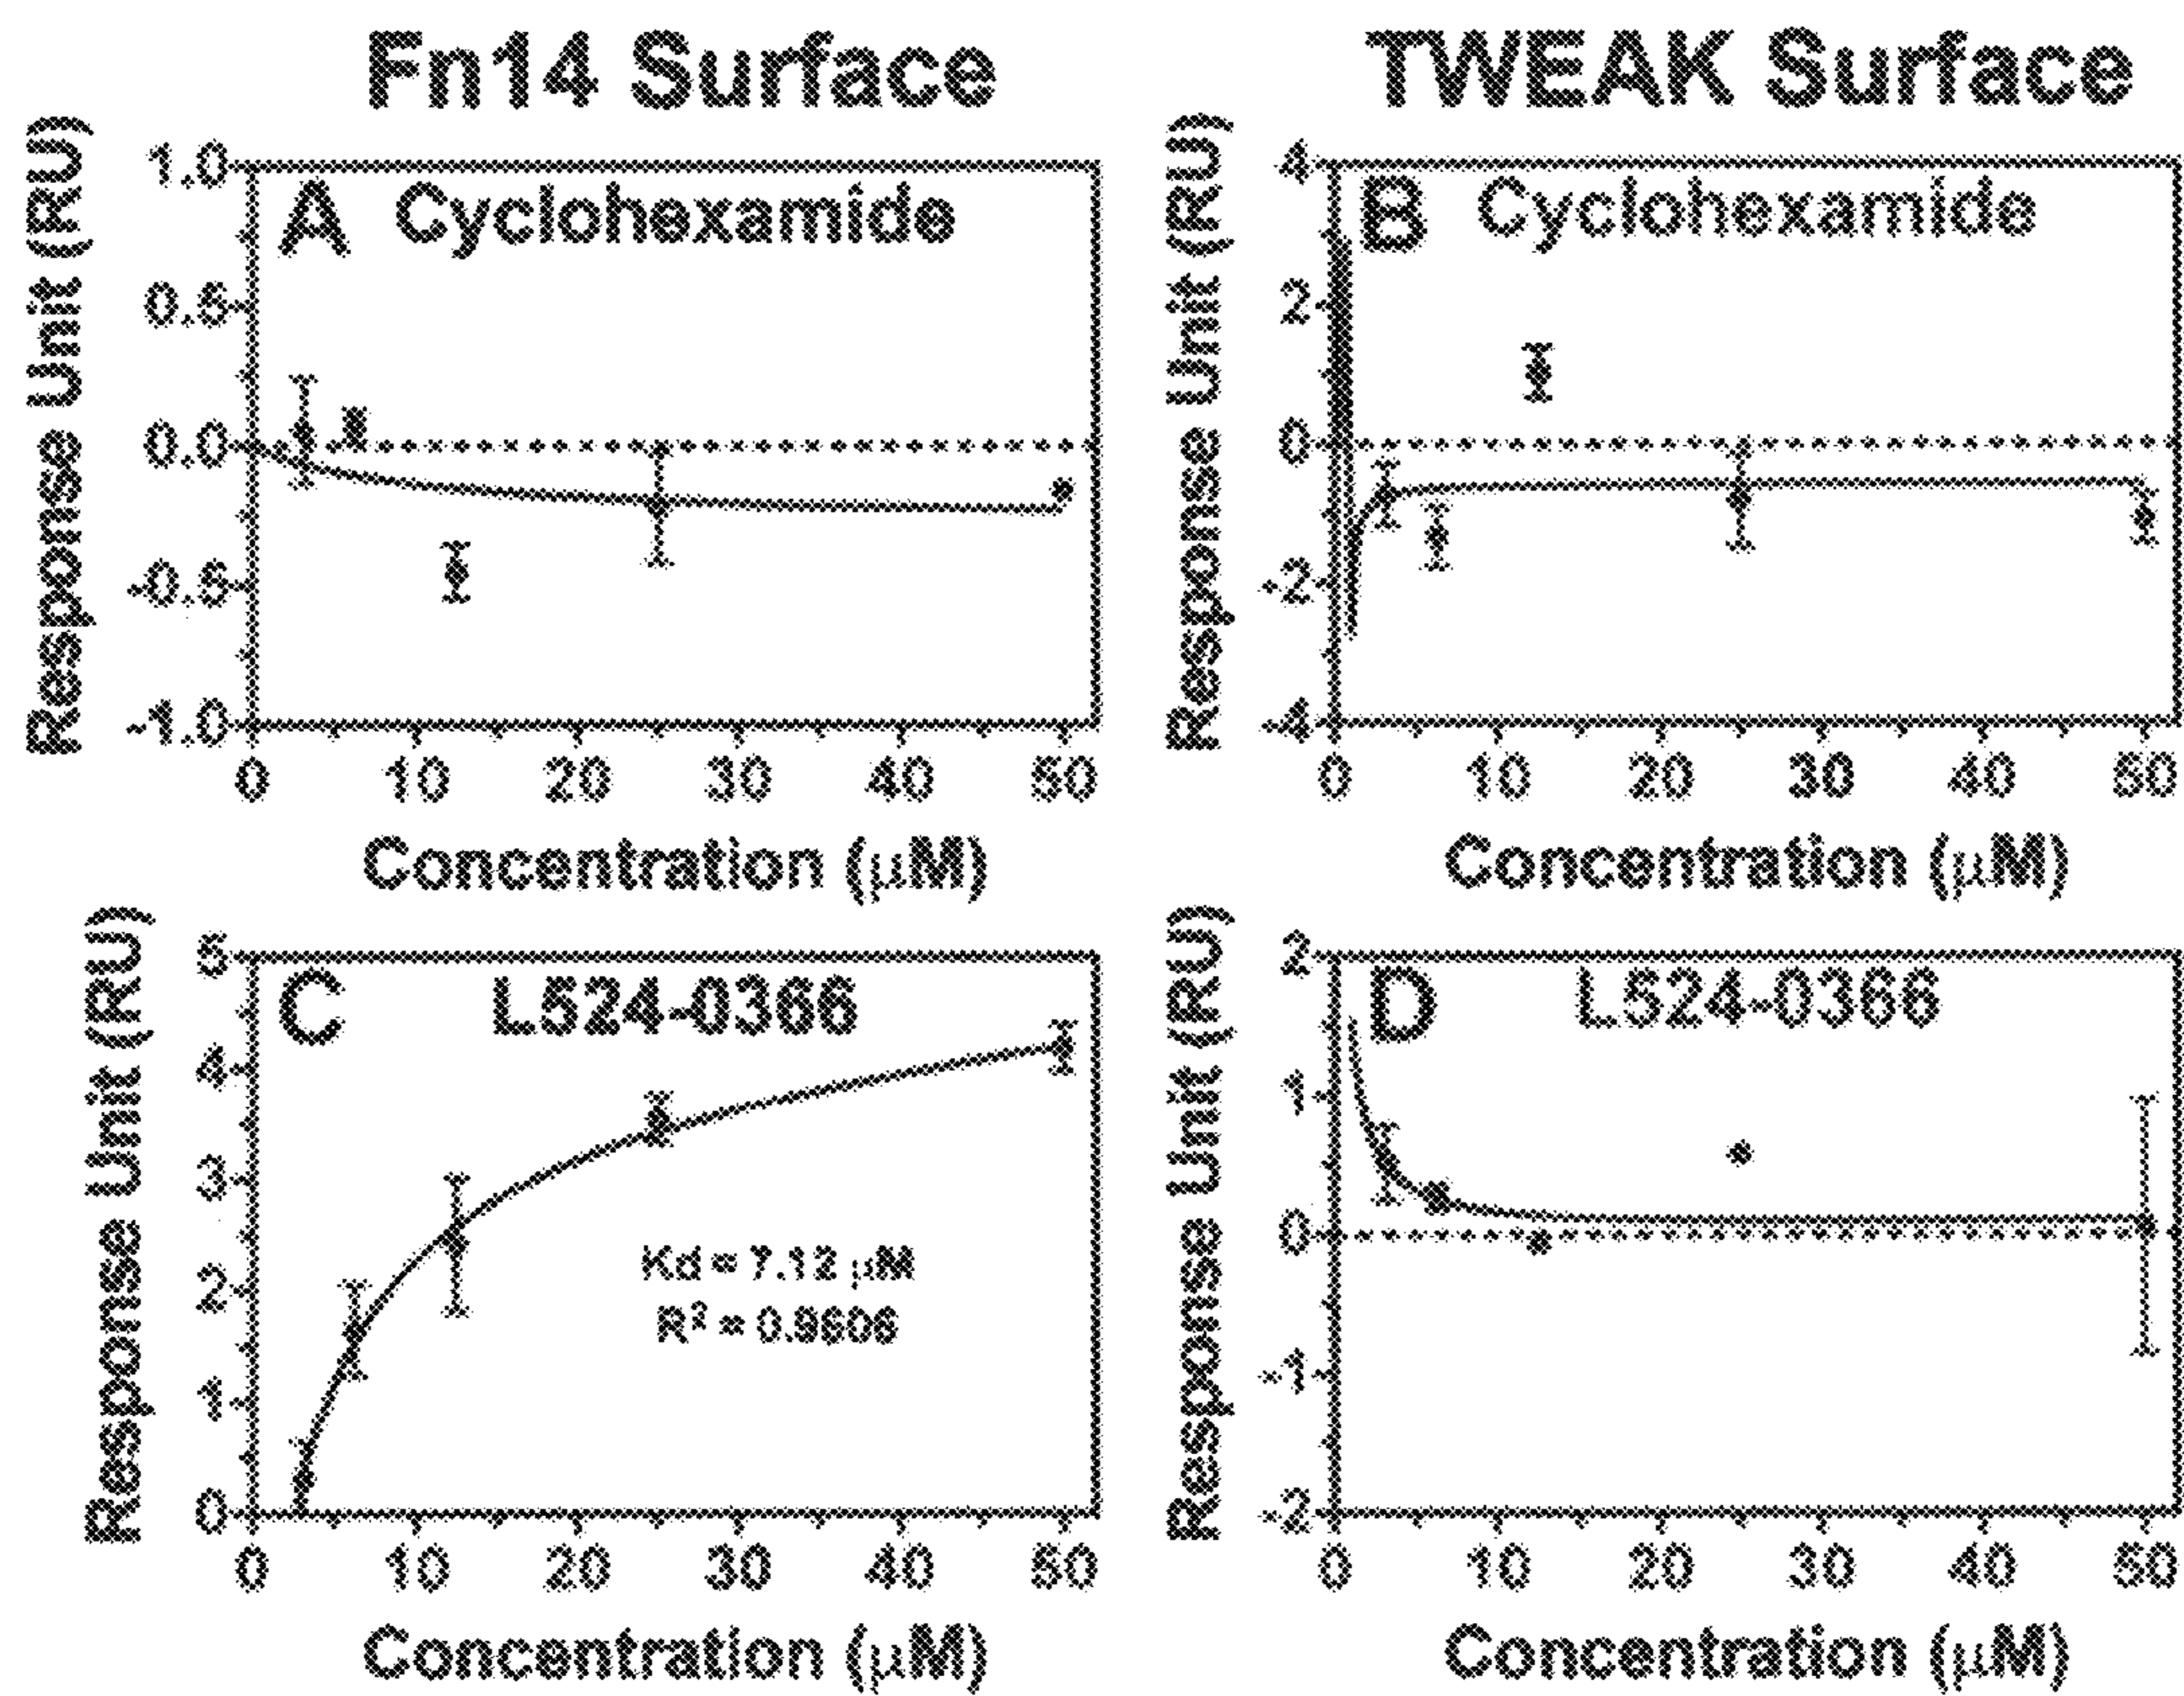 Fn14 Surface
TWEAK Surface
Response Unit (RU)
1.0
0.5
0.0
-0.5
-1.0
A Cyclohexamide
0 10 20 30 40 50
Concentration (μM)
Response Unit (RU)
4
2
0
-2
-4
B Cyclohexamide
0 10 20 30 40 50
Concentration (μM)
Response Unit (RU)
5
4
3
2
1
0
C L524-0366
Kd = 7.12 μM
R² = 0.9606
0 10 20 30 40 50
Concentration (μM)
Response Unit (RU)
2
1
0
-1
-2
D L524-0366
0 10 20 30 40 50
Concentration (μM)